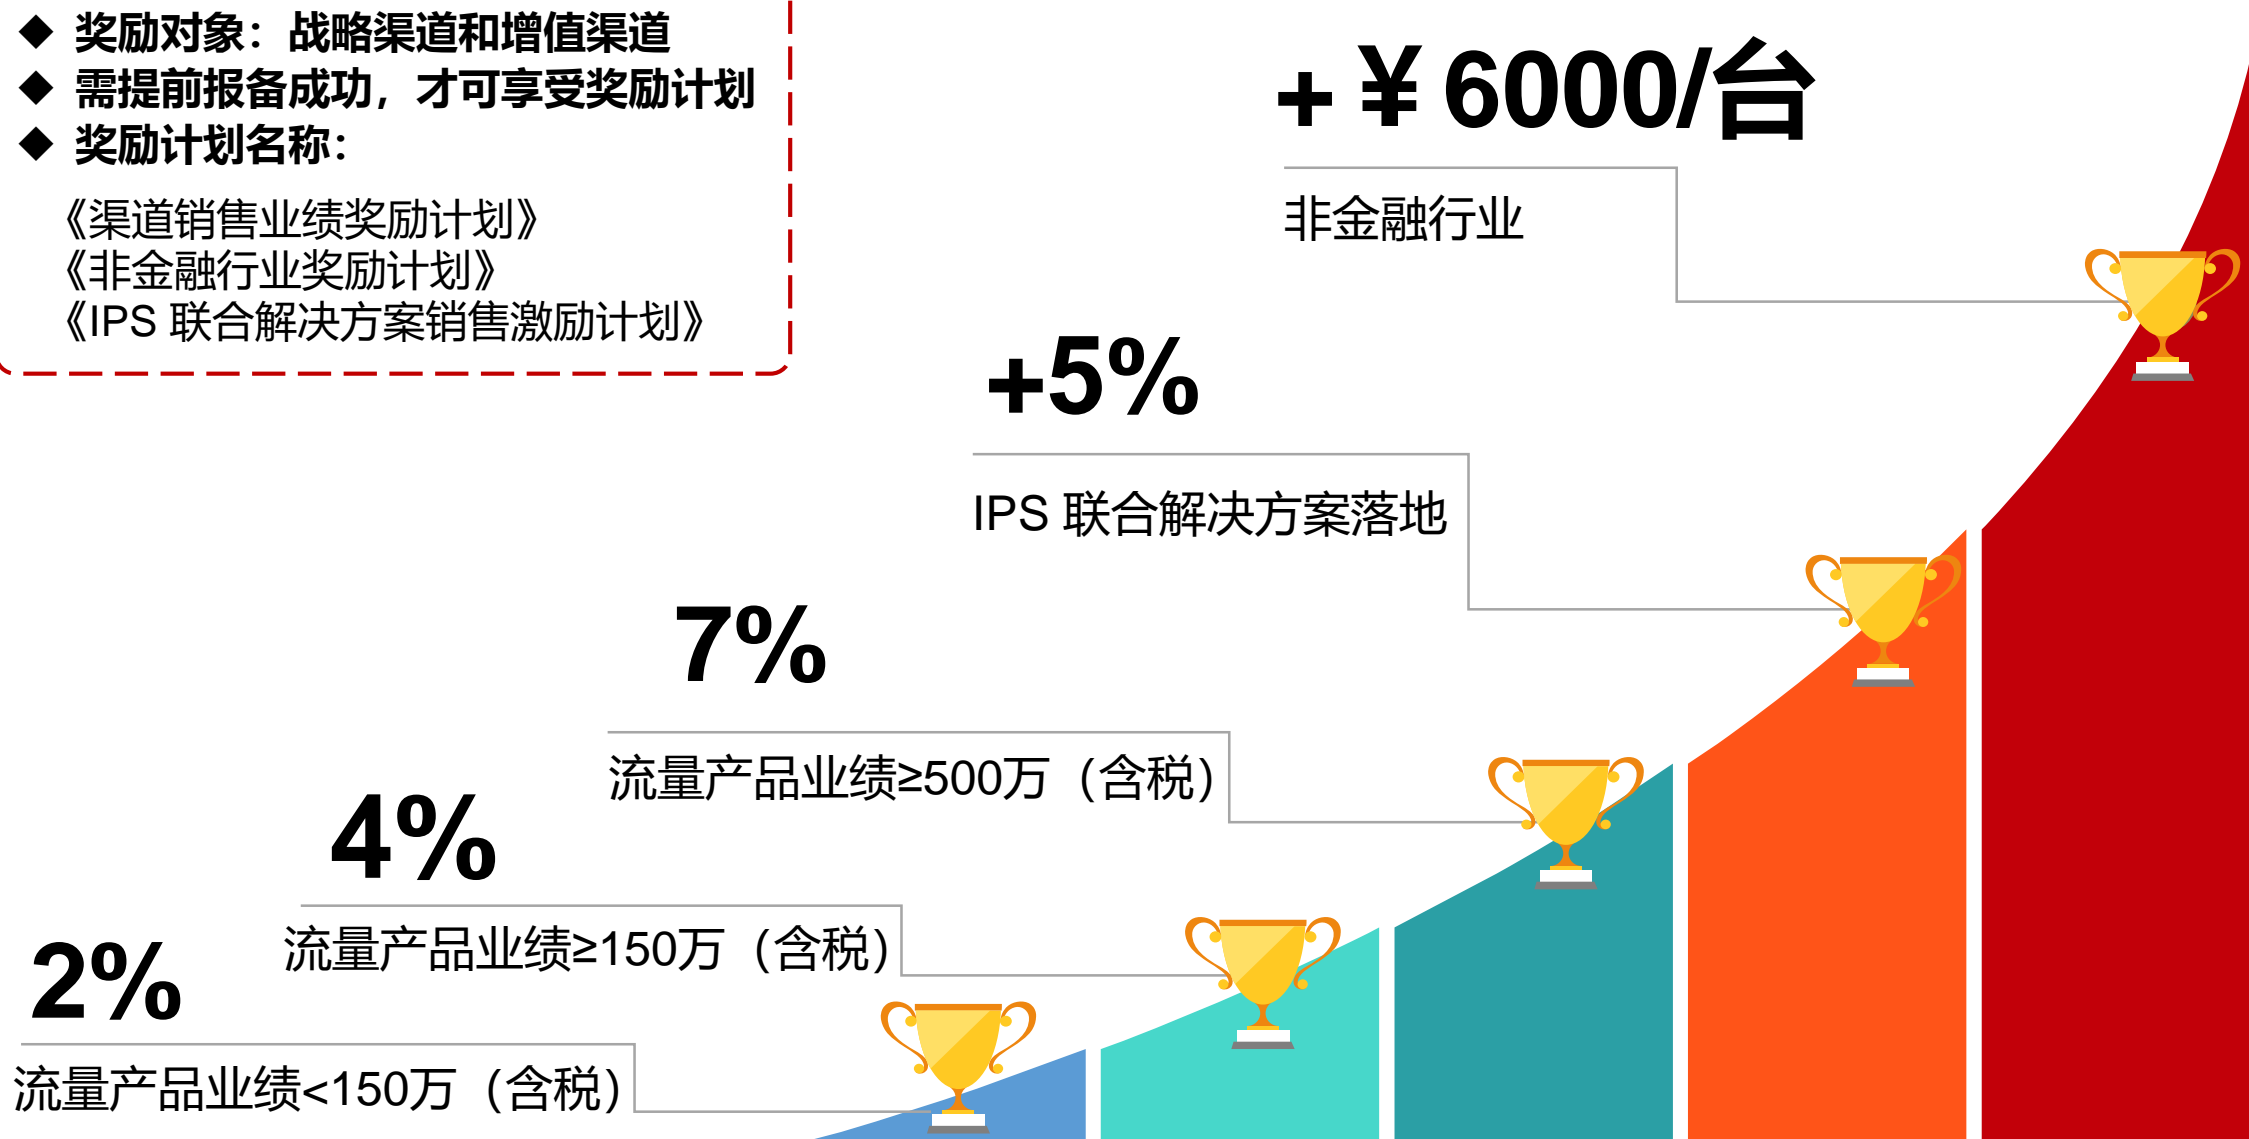 ◆ 奖励对象：战略渠道和增值渠道
◆ 需提前报备成功，才可享受奖励计划
◆ 奖励计划名称：
《渠道销售业绩奖励计划》
《非金融行业奖励计划》
《IPS 联合解决方案销售激励计划》
+￥6000/台
非金融行业
+5%
IPS 联合解决方案落地
7%
流量产品业绩≥500万（含税）
4%
流量产品业绩≥150万（含税）
2%
流量产品业绩<150万（含税）